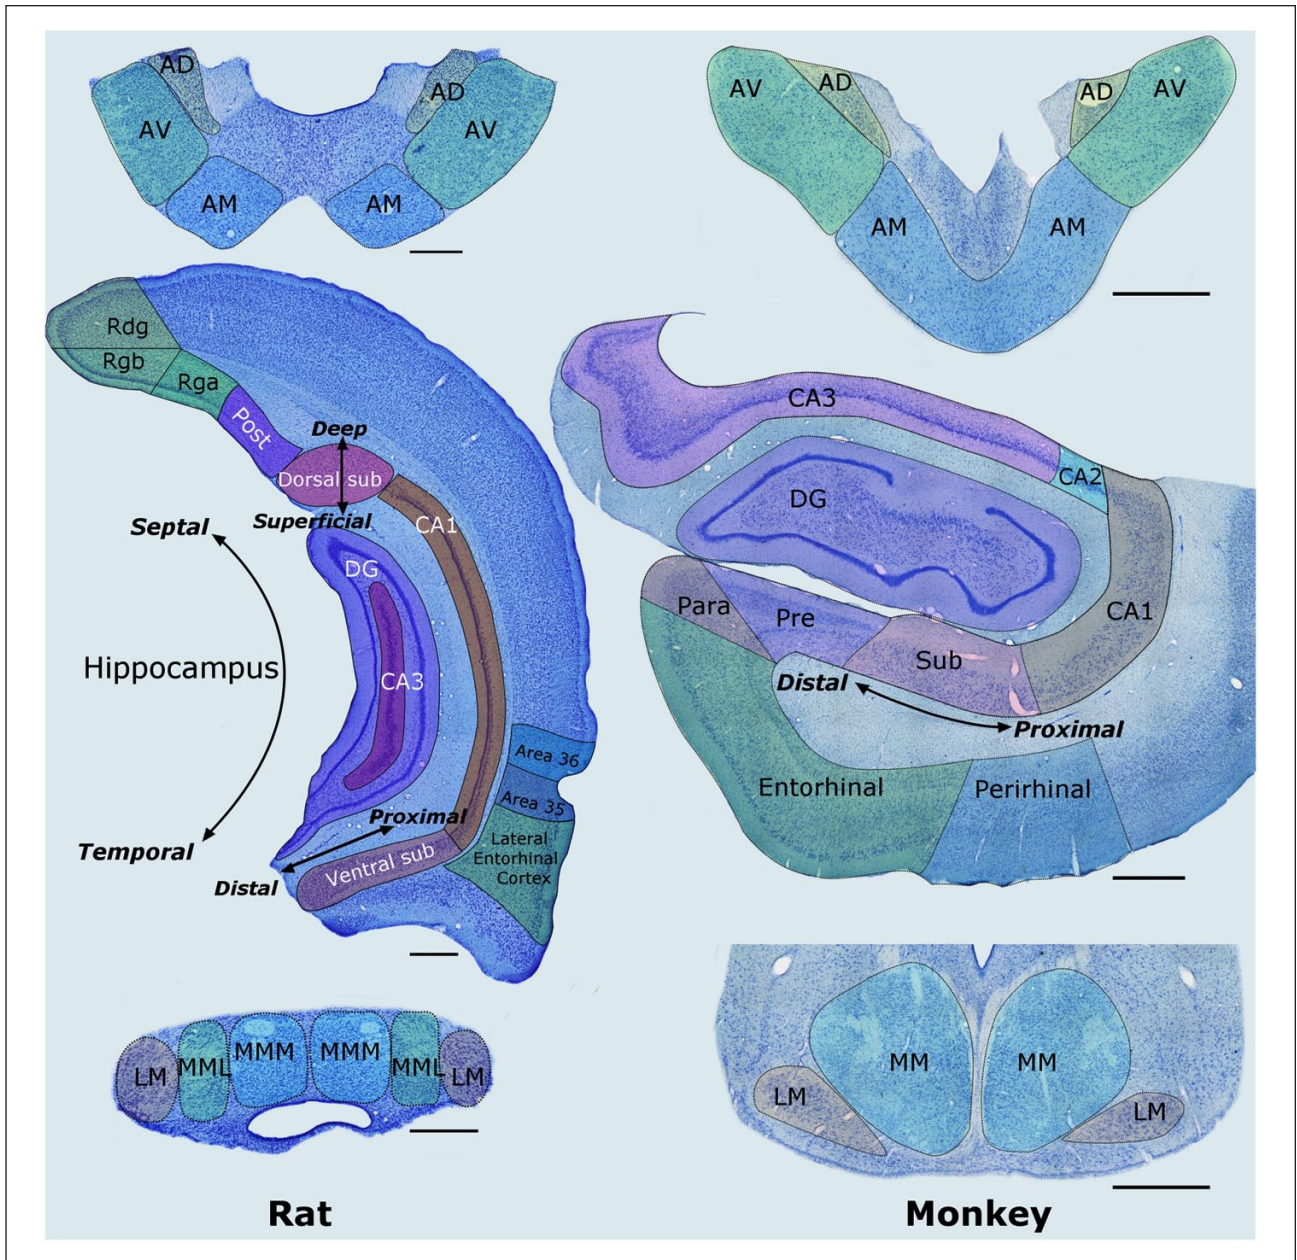 AD
AD
AV
AV
AM
AM
AV
AD
AD
AV
AM
AM
Rdg
Rgb
Rga
Post
Deep
Dorsal sub
Superficial
CA1
Septal
DG
Hippocampus
CA3
Area 36
Area 35
Proximal
Temporal
Lateral
Entorhinal
Cortex
Ventral sub
Distal
CA3
CA2
DG
CA1
Para
Pre
Sub
Distal
Proximal
Entorhinal
Perirhinal
LM
MML
MMM
MMM
MML
LM
MM
MM
LM
LM
Rat
Monkey